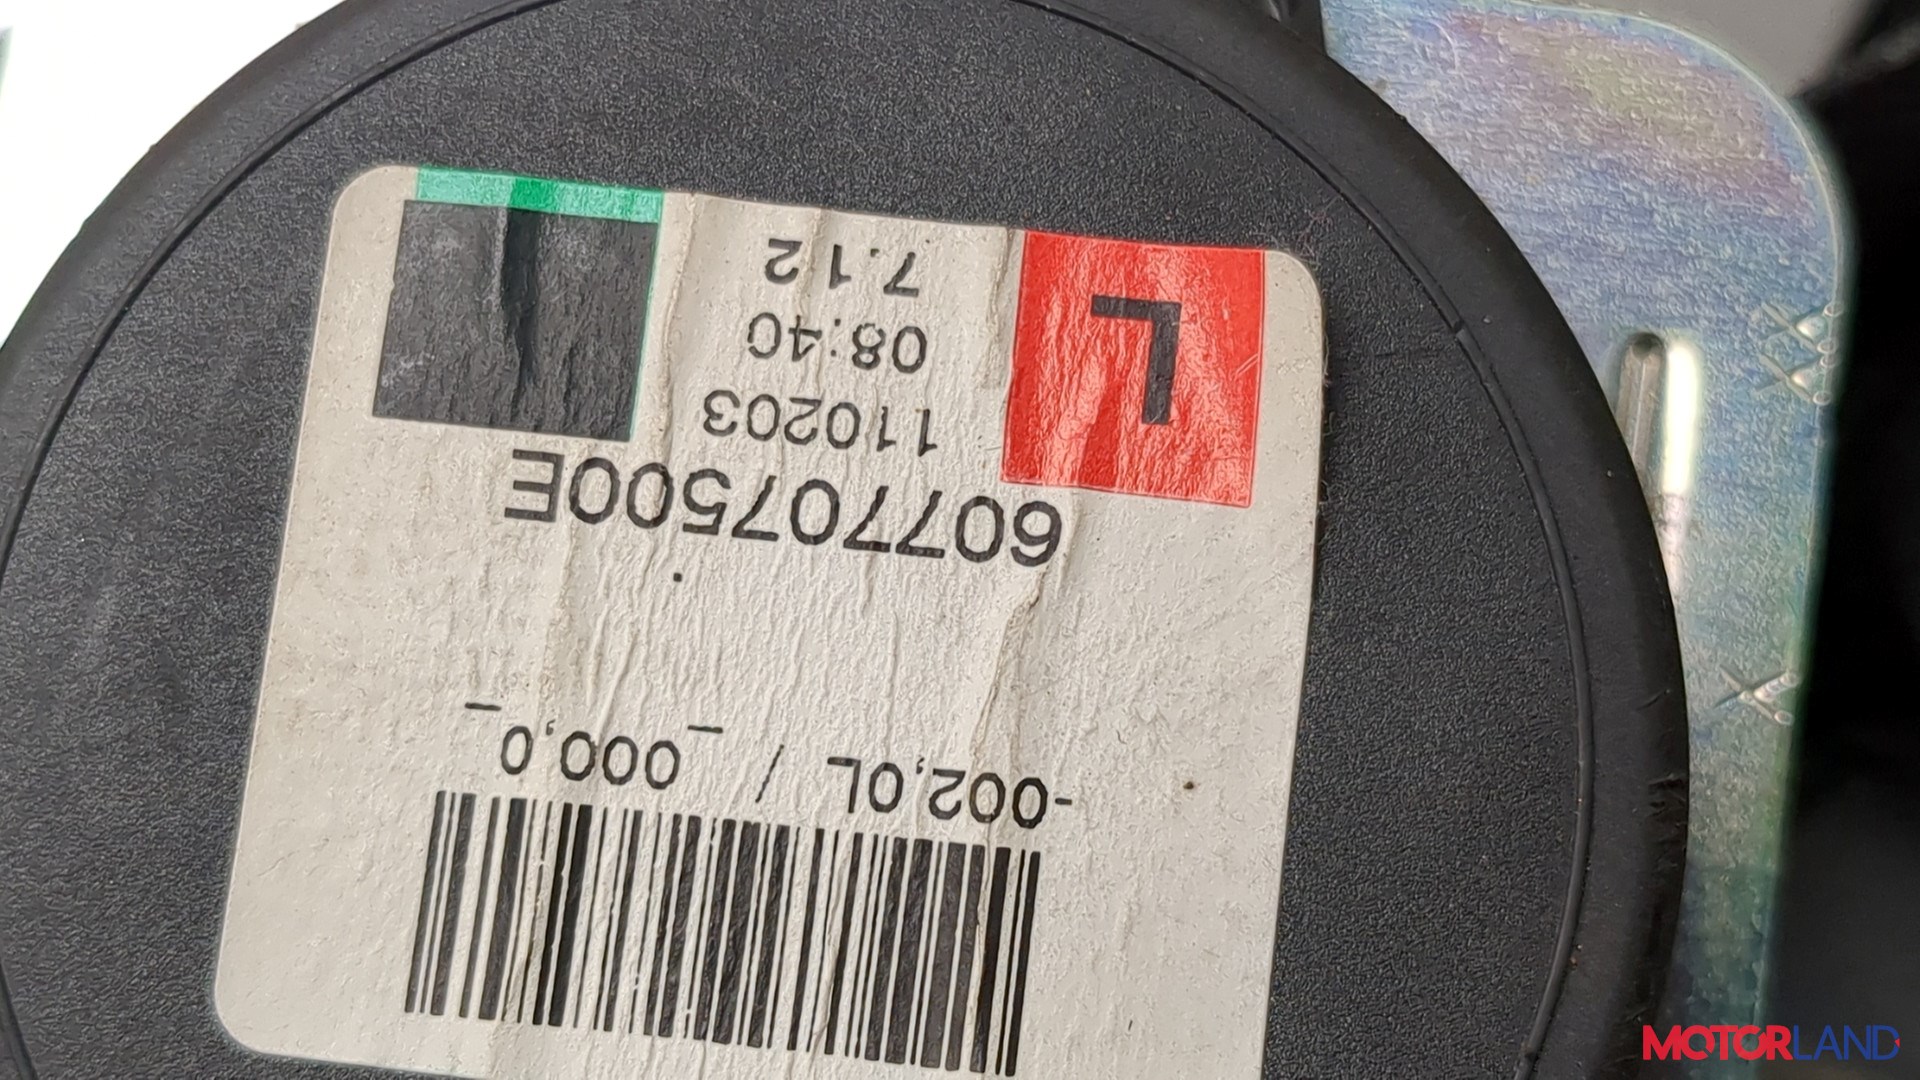 -002,0L / _000,0_
607707500E
L
110203
08:40
7.12
MOTORLAND